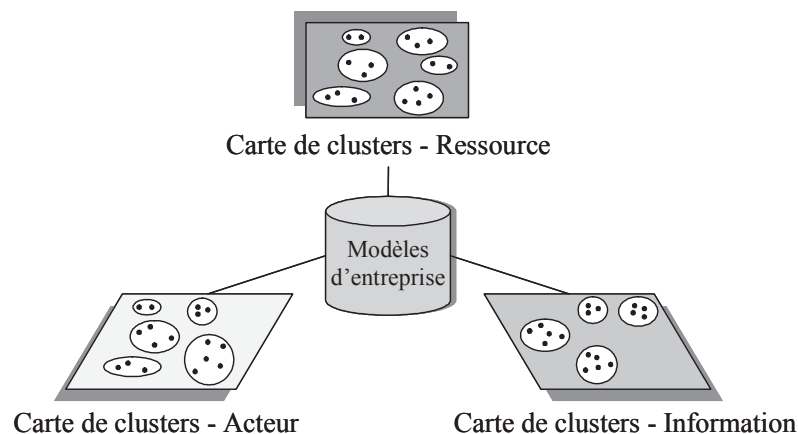 Carte de clusters - Ressource
Modèles
d’entreprise
Carte de clusters - Acteur
Carte de clusters - Information